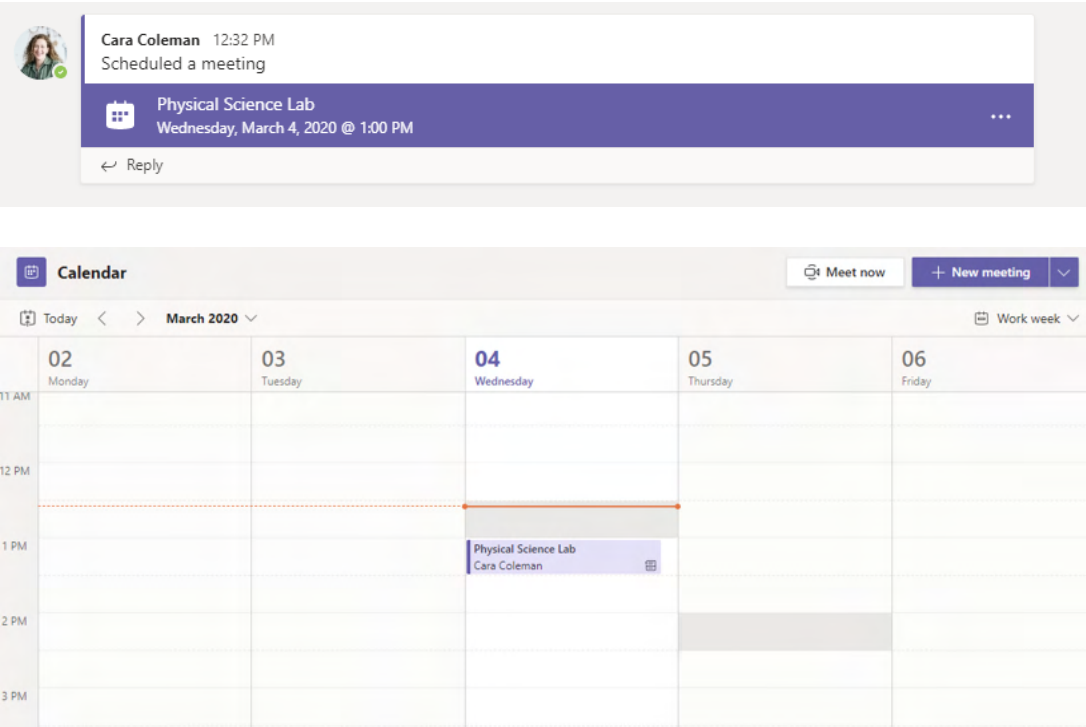 Cara Coleman 12:32 PM
Scheduled a meeting
Physical Science Lab
Wednesday, March 4, 2020 @ 1:00 PM
Reply
Calendar
Meet now
New meeting
Today
March 2020
Work week
02
Monday
03
Tuesday
04
Wednesday
05
Thursday
06
Friday
11 AM
12 PM
1 PM
Physical Science Lab
Cara Coleman
2 PM
3 PM